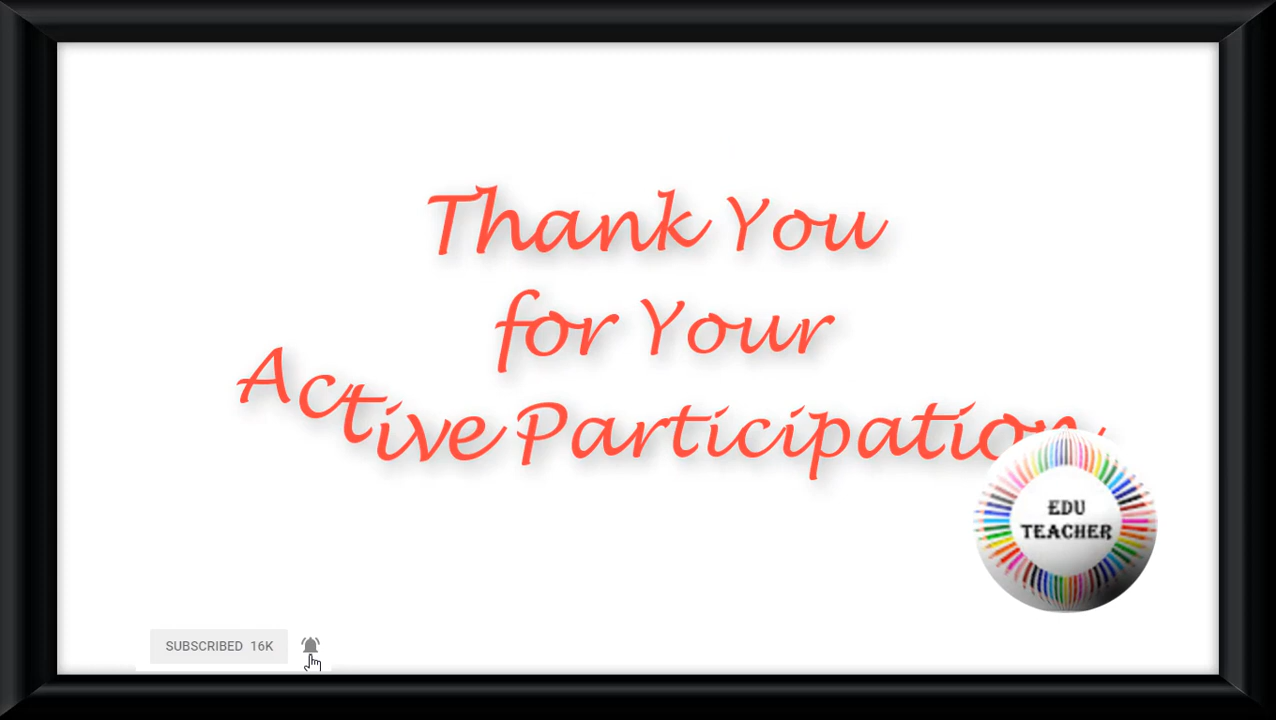 Thank You
for Your
Active Participation
EDU
TEACHER
SUBSCRIBED 16K